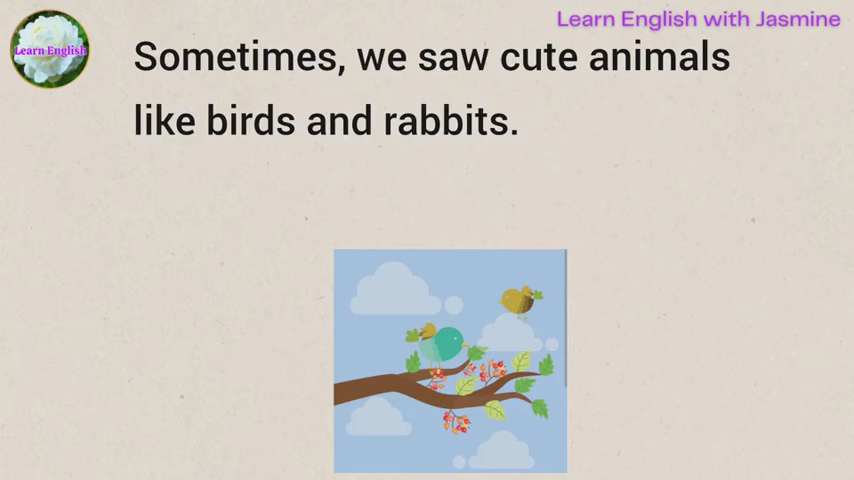 Learn English with Jasmine
Learn English
Sometimes, we saw cute animals
like birds and rabbits.